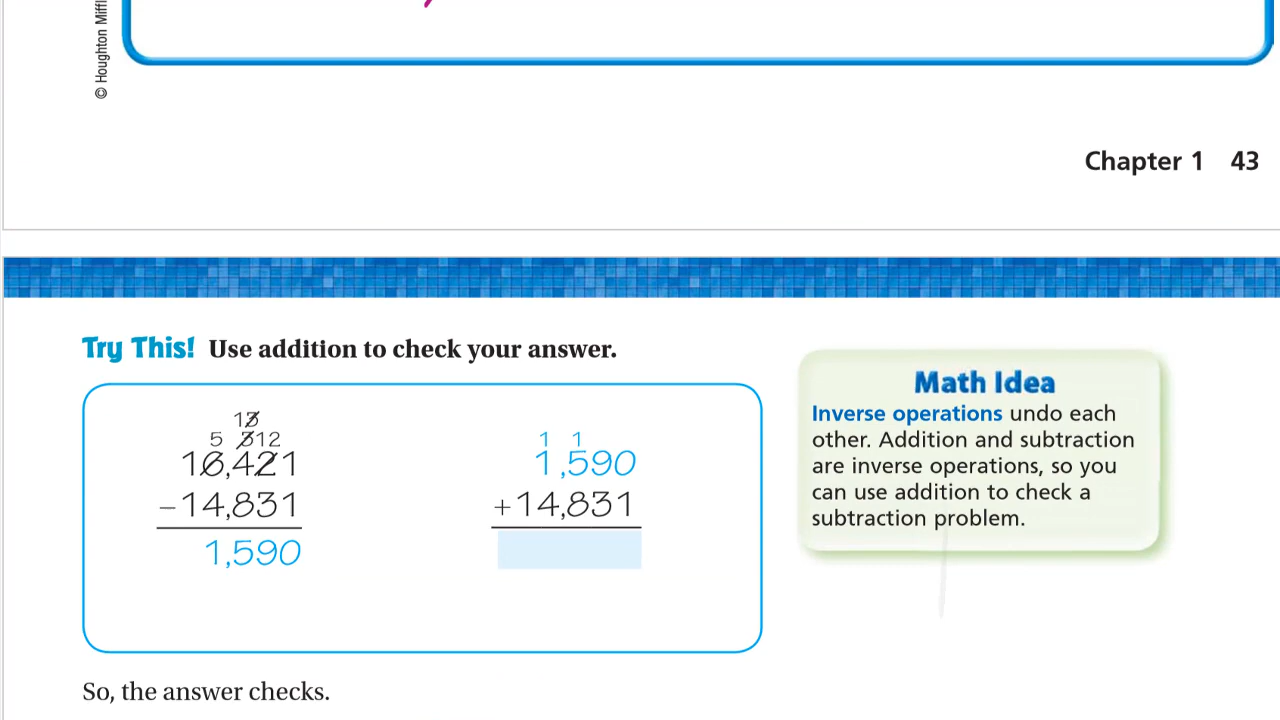 © Houghton Miffl
Chapter 1 43
Try This! Use addition to check your answer.
13
5 3 12
16,421
−14,831
1,590
1 1
1,590
+14,831
Math Idea
Inverse operations undo each
other. Addition and subtraction
are inverse operations, so you
can use addition to check a
subtraction problem.
So, the answer checks.